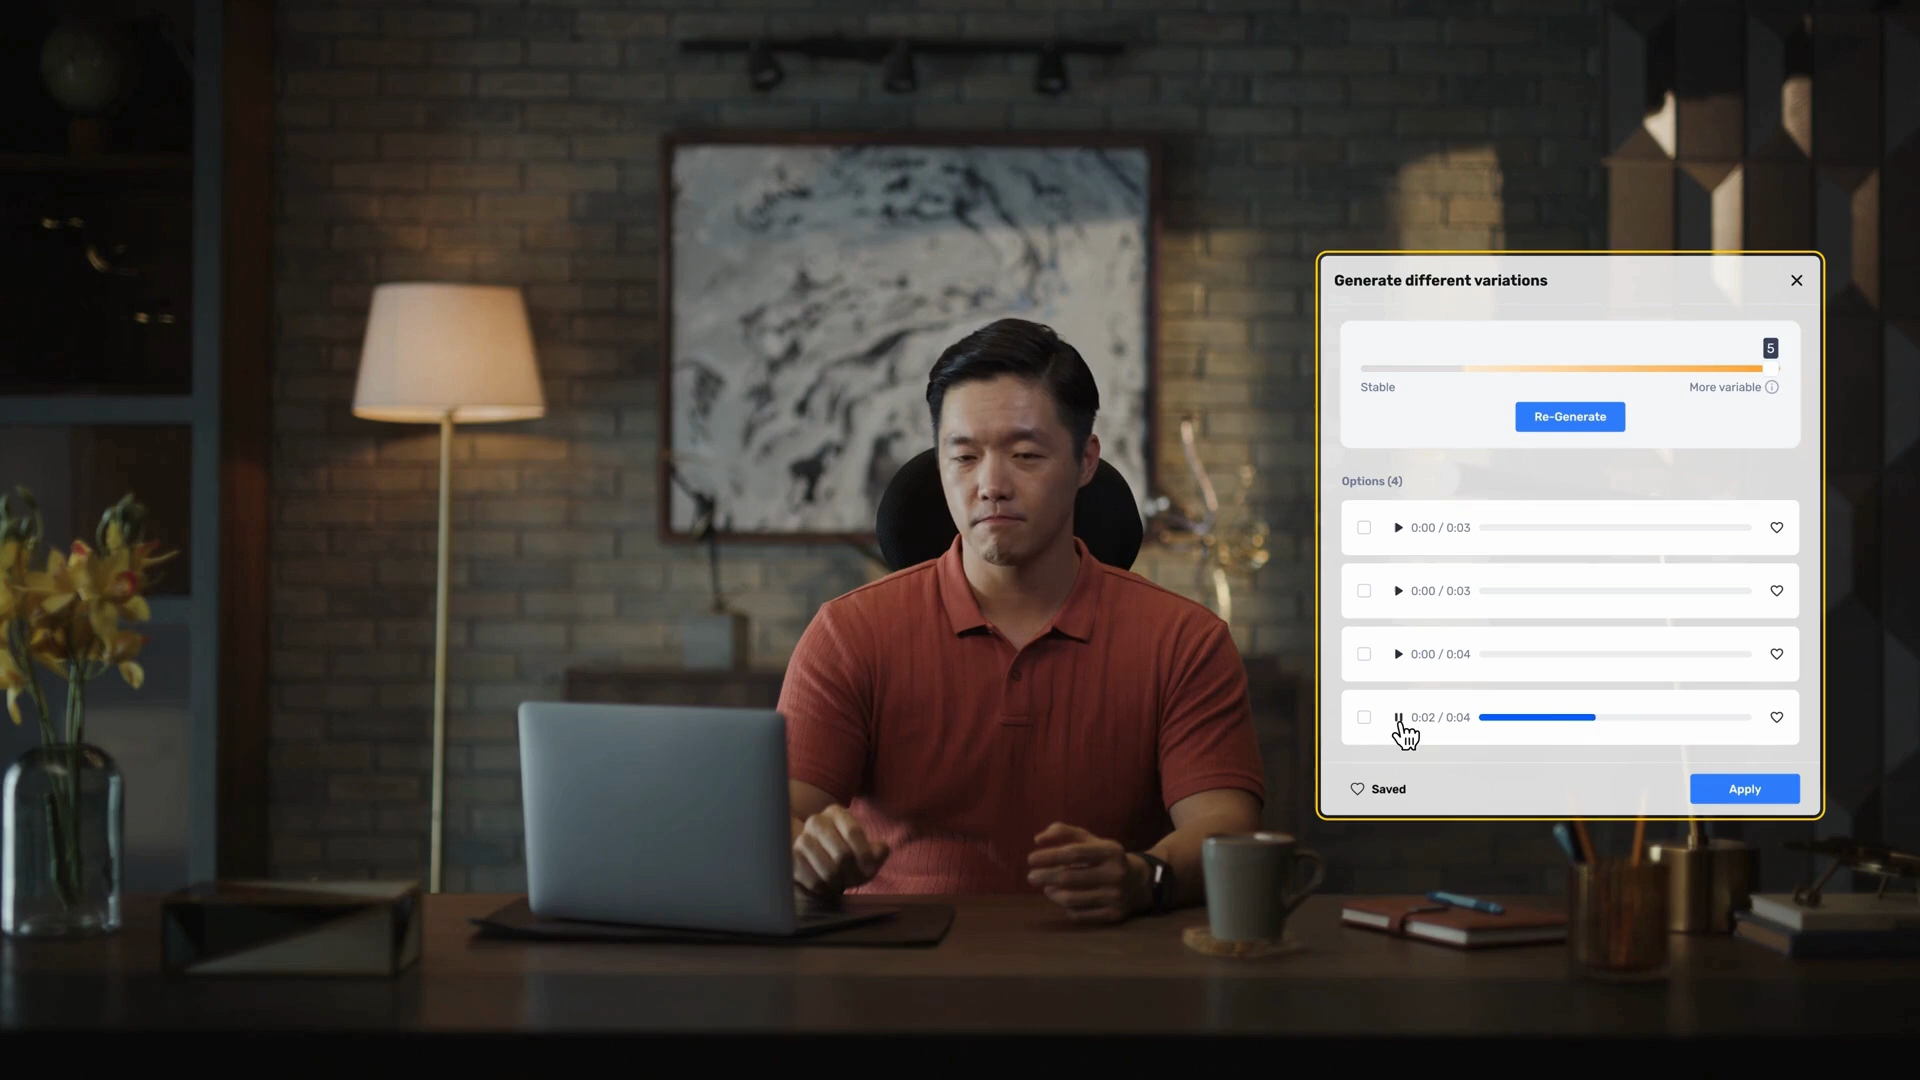 Generate different variations
5
Stable
More variable
Re-Generate
Options (4)
0:00 / 0:03
0:00 / 0:03
0:00 / 0:04
0:02 / 0:04
Saved
Apply